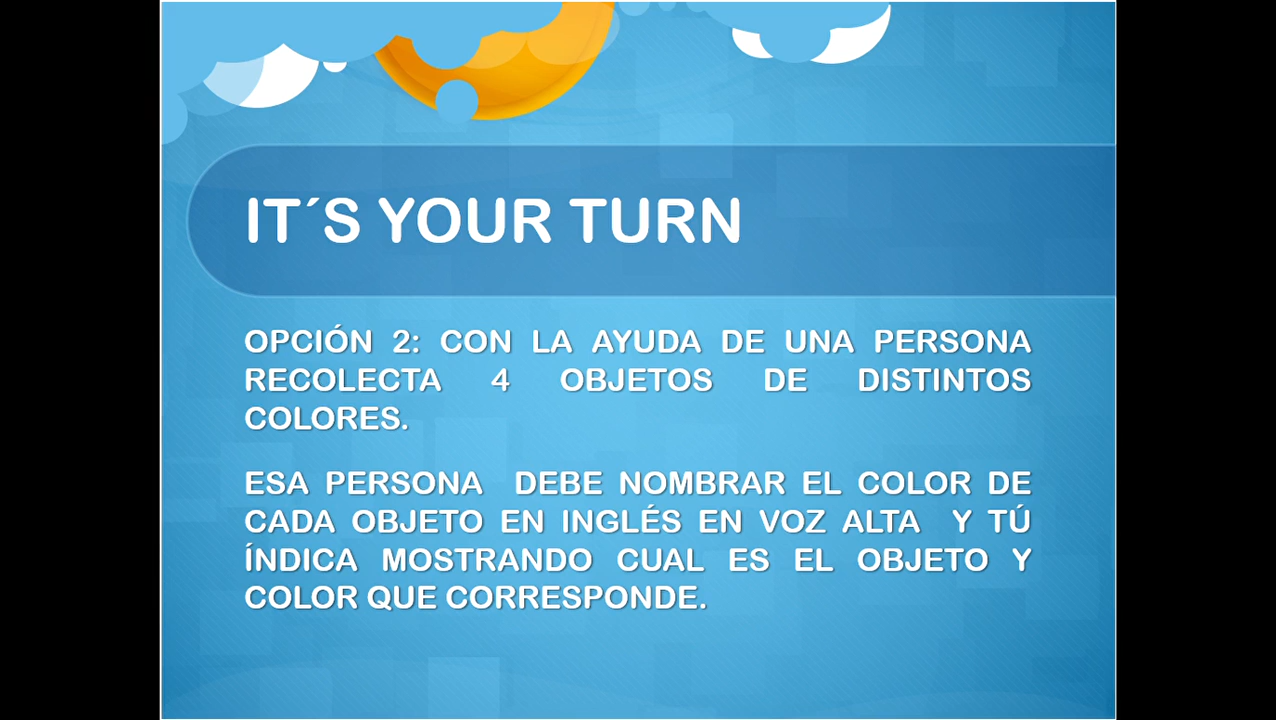 IT´S YOUR TURN
OPCIÓN 2: CON LA AYUDA DE UNA PERSONA
RECOLECTA 4 OBJETOS DE DISTINTOS
COLORES.
ESA PERSONA DEBE NOMBRAR EL COLOR DE
CADA OBJETO EN INGLÉS EN VOZ ALTA Y TÚ
ÍNDICA MOSTRANDO CUAL ES EL OBJETO Y
COLOR QUE CORRESPONDE.